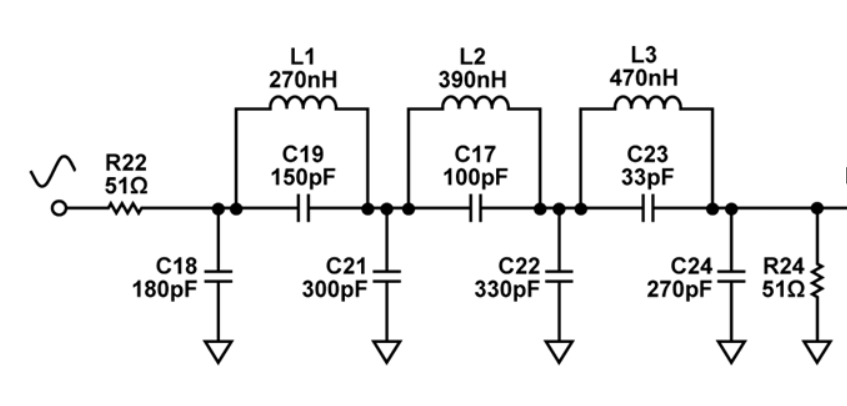 L1
270nH
L2
390nH
L3
470nH
R22
51Ω
C19
150pF
C17
100pF
C23
33pF
C18
180pF
C21
300pF
C22
330pF
C24
270pF
R24
51Ω